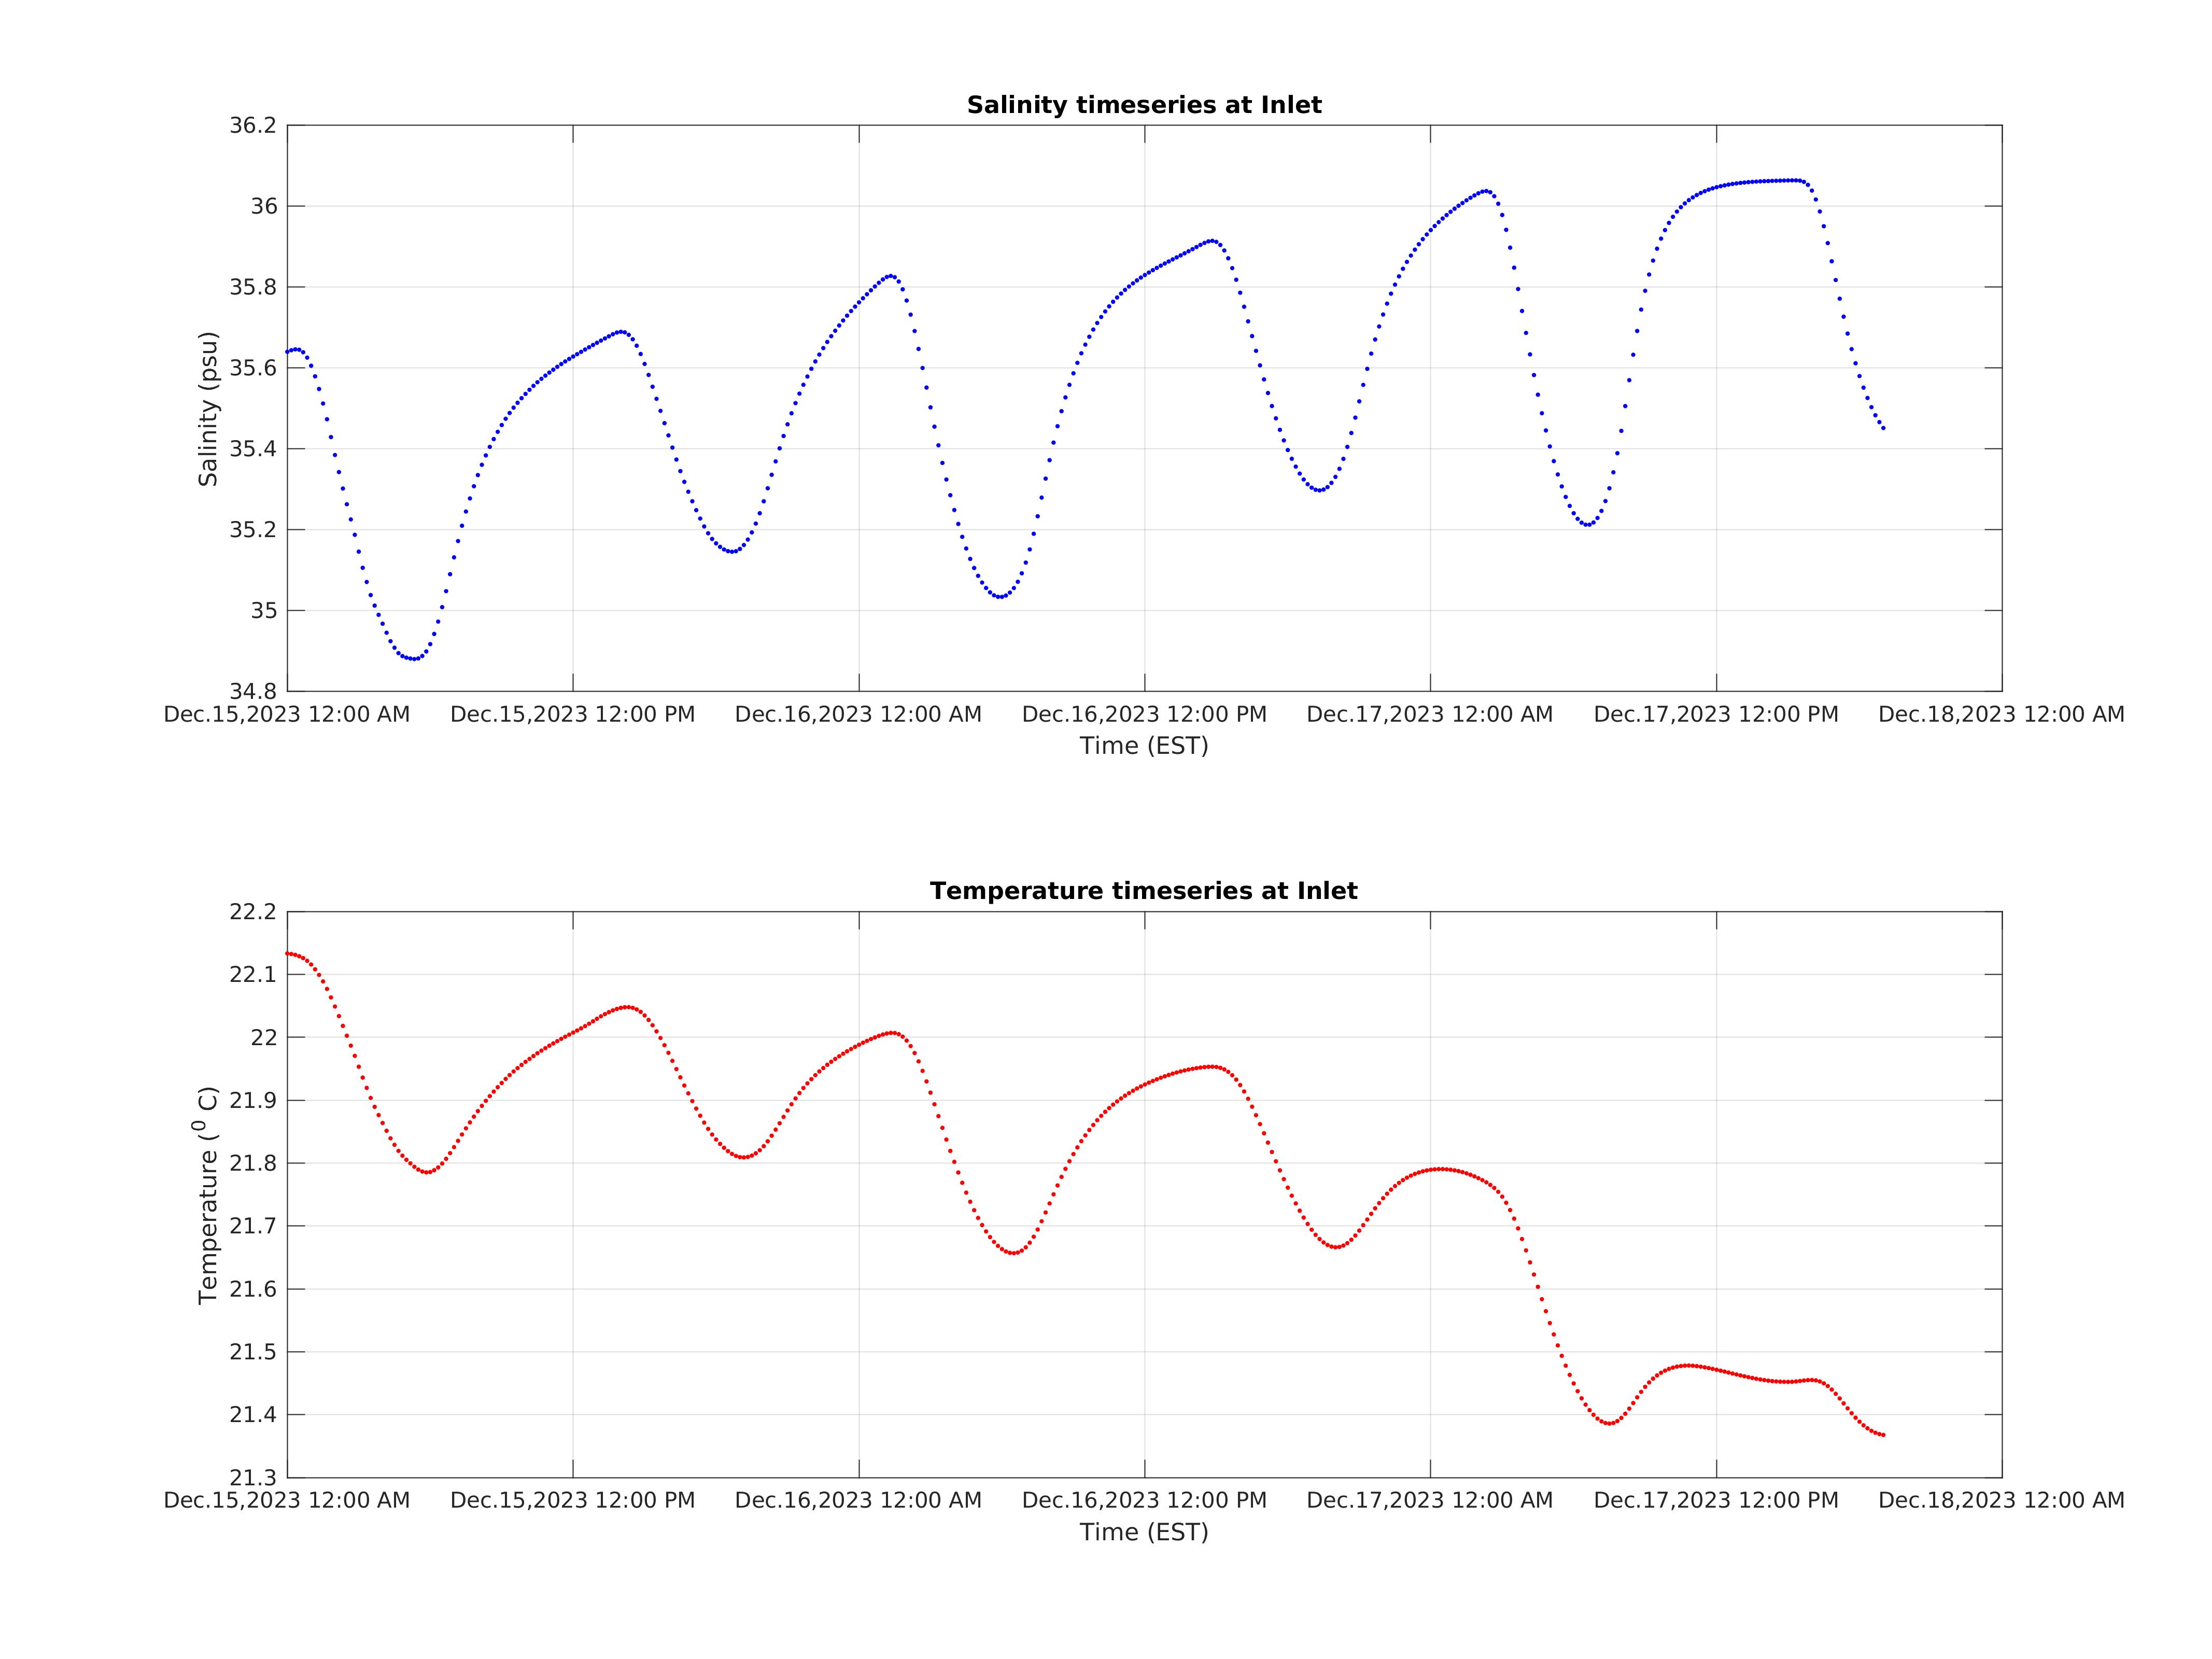 Salinity timeseries at Inlet
36.2
36
35.8
35.6
35.4
35.2
35
34.8
Salinity (psu)
Dec.15,2023 12:00 AM Dec.15,2023 12:00 PM Dec.16,2023 12:00 AM Dec.16,2023 12:00 PM Dec.17,2023 12:00 AM Dec.17,2023 12:00 PM Dec.18,2023 12:00 AM
Time (EST)
Temperature timeseries at Inlet
22.2
22.1
22
21.9
21.8
21.7
21.6
21.5
21.4
21.3
Temperature (⁰ C)
Dec.15,2023 12:00 AM Dec.15,2023 12:00 PM Dec.16,2023 12:00 AM Dec.16,2023 12:00 PM Dec.17,2023 12:00 AM Dec.17,2023 12:00 PM Dec.18,2023 12:00 AM
Time (EST)